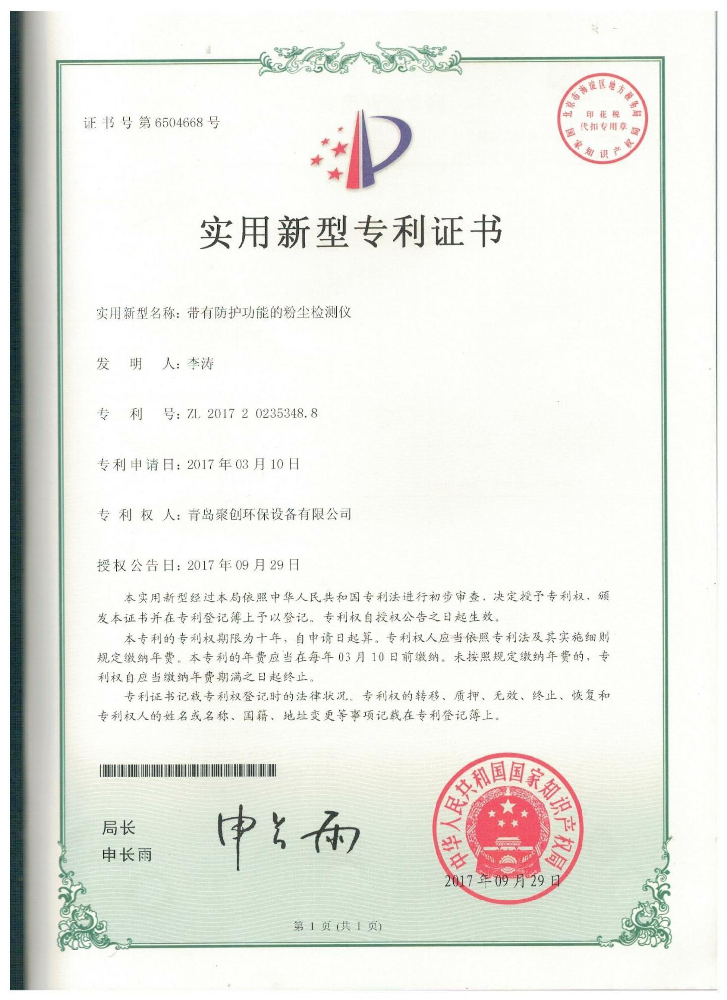 证书号第6504668号
北京市海淀区地方税务局
印花税
代扣专用章
国家知识产权局
实用新型专利证书
实用新型名称：带有防护功能的粉尘检测仪
发明人：李涛
专利号：ZL 2017 2 0235348.8
专利申请日：2017年03月10日
专利权人：青岛聚创环保设备有限公司
授权公告日：2017年09月29日
本实用新型经过本局依照中华人民共和国专利法进行初步审查，决定授予专利权，颁
发本证书并在专利登记簿上予以登记。专利权自授权公告之日起生效。
本专利的专利权期限为十年，自申请日起算。专利权人应当依照专利法及其实施细则
规定缴纳年费。本专利的年费应当在每年03月10日前缴纳。未按照规定缴纳年费的，专
利权自应当缴纳年费期满之日起终止。
专利证书记载专利权登记时的法律状况。专利权的转移、质押、无效、终止、恢复和
专利权人的姓名或名称、国籍、地址变更等事项记载在专利登记簿上。
局长
申长雨
申长雨
中华人民共和国国家知识产权局
2017年09月29日
第 1 页 (共 1 页)